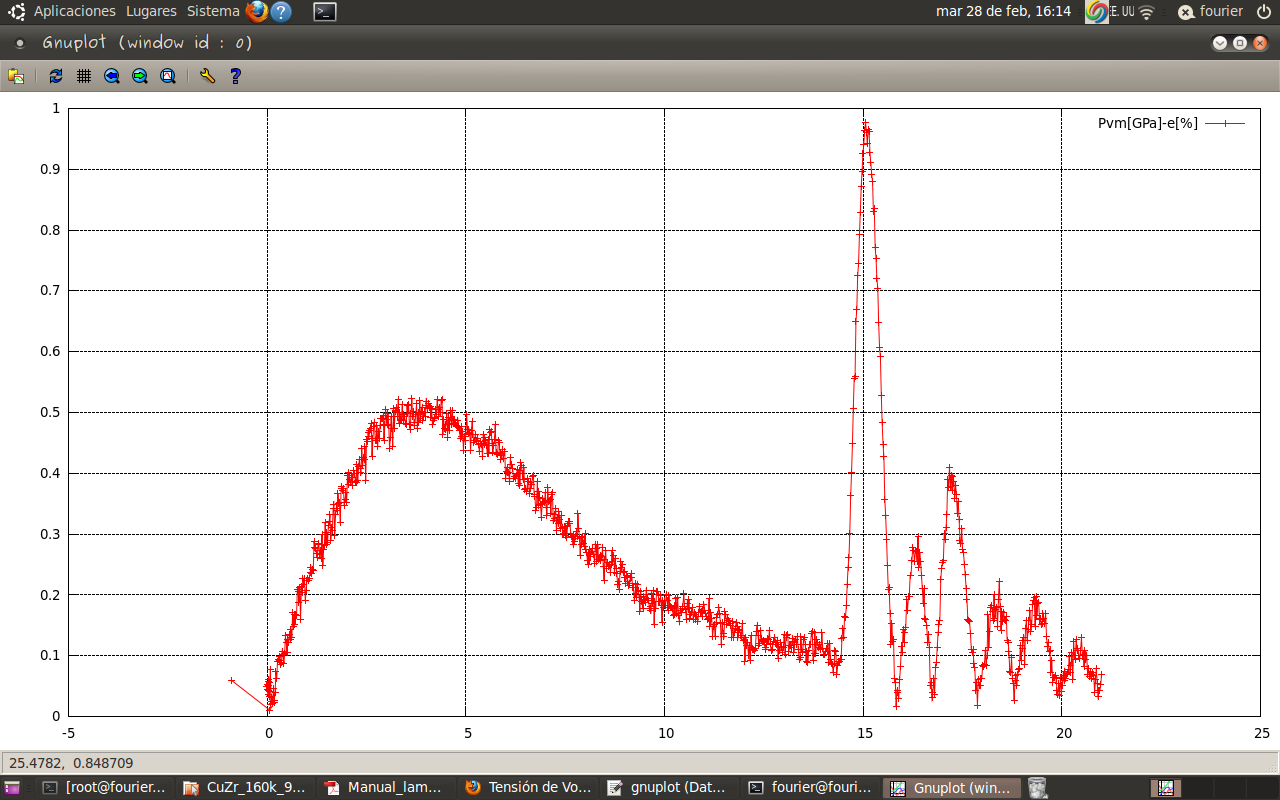 Aplicaciones Lugares Sistema mar 28 de feb, 16:14 EE. UU fourier
Gnuplot (window id : 0)
1
Pvm[GPa]-e[%]
0.9
0.8
0.7
0.6
0.5
0.4
0.3
0.2
0.1
0
-5 0 5 10 15 20 25
25.4782, 0.848709
[root@fourier... CuZr_160k_9... Manual_lam... Tensión de Vo... gnuplot (Dat... fourier@fouri... Gnuplot (win...